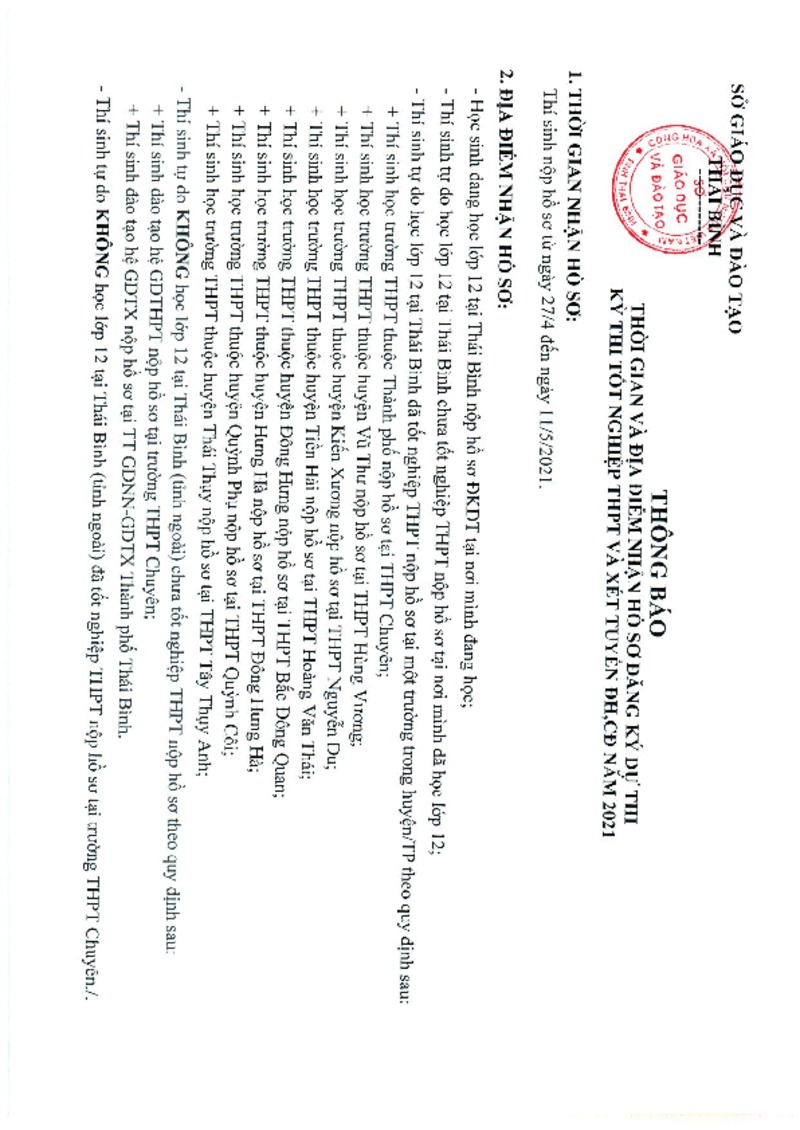 SỞ GIÁO DỤC VÀ ĐÀO TẠO
THÁI BÌNH
SỞ
GIÁO DỤC
VÀ ĐÀO TẠO
THÔNG BÁO
THỜI GIAN VÀ ĐỊA ĐIỂM NHẬN HỒ SƠ ĐĂNG KÝ DỰ THI
KỲ THI TỐT NGHIỆP THPT VÀ XÉT TUYỂN ĐH,CĐ NĂM 2021
1. THỜI GIAN NHẬN HỒ SƠ:
Thí sinh nộp hồ sơ từ ngày 27/4 đến ngày 11/5/2021.
2. ĐỊA ĐIỂM NHẬN HỒ SƠ:
- Học sinh đang học lớp 12 tại Thái Bình nộp hồ sơ ĐKDT tại nơi mình đang học;
- Thí sinh tự do học lớp 12 tại Thái Bình chưa tốt nghiệp THPT nộp hồ sơ tại nơi mình đã học lớp 12;
- Thí sinh tự do học lớp 12 tại Thái Bình đã tốt nghiệp THPT nộp hồ sơ tại một trường trong huyện/TP theo quy định sau:
+ Thí sinh học trường THPT thuộc Thành phố nộp hồ sơ tại THPT Chuyên;
+ Thí sinh học trường THPT thuộc huyện Vũ Thư nộp hồ sơ tại THPT Hùng Vương;
+ Thí sinh học trường THPT thuộc huyện Kiến Xương nộp hồ sơ tại THPT Nguyễn Du;
+ Thí sinh học trường THPT thuộc huyện Tiền Hải nộp hồ sơ tại THPT Hoàng Văn Thái;
+ Thí sinh học trường THPT thuộc huyện Đông Hưng nộp hồ sơ tại THPT Bắc Đông Quan;
+ Thí sinh học trường THPT thuộc huyện Hưng Hà nộp hồ sơ tại THPT Đông Hưng Hà;
+ Thí sinh học trường THPT thuộc huyện Quỳnh Phụ nộp hồ sơ tại THPT Quỳnh Côi;
+ Thí sinh học trường THPT thuộc huyện Thái Thụy nộp hồ sơ tại THPT Tây Thụy Anh;
- Thí sinh tự do KHÔNG học lớp 12 tại Thái Bình (tỉnh ngoài) chưa tốt nghiệp THPT nộp hồ sơ theo quy định sau:
+ Thí sinh đào tạo hệ GDTHPT nộp hồ sơ tại trường THPT Chuyên;
+ Thí sinh đào tạo hệ GDTX nộp hồ sơ tại TT GDNN-GDTX Thành phố Thái Bình.
- Thí sinh tự do KHÔNG học lớp 12 tại Thái Bình (tỉnh ngoài) đã tốt nghiệp THPT nộp hồ sơ tại trường THPT Chuyên./.